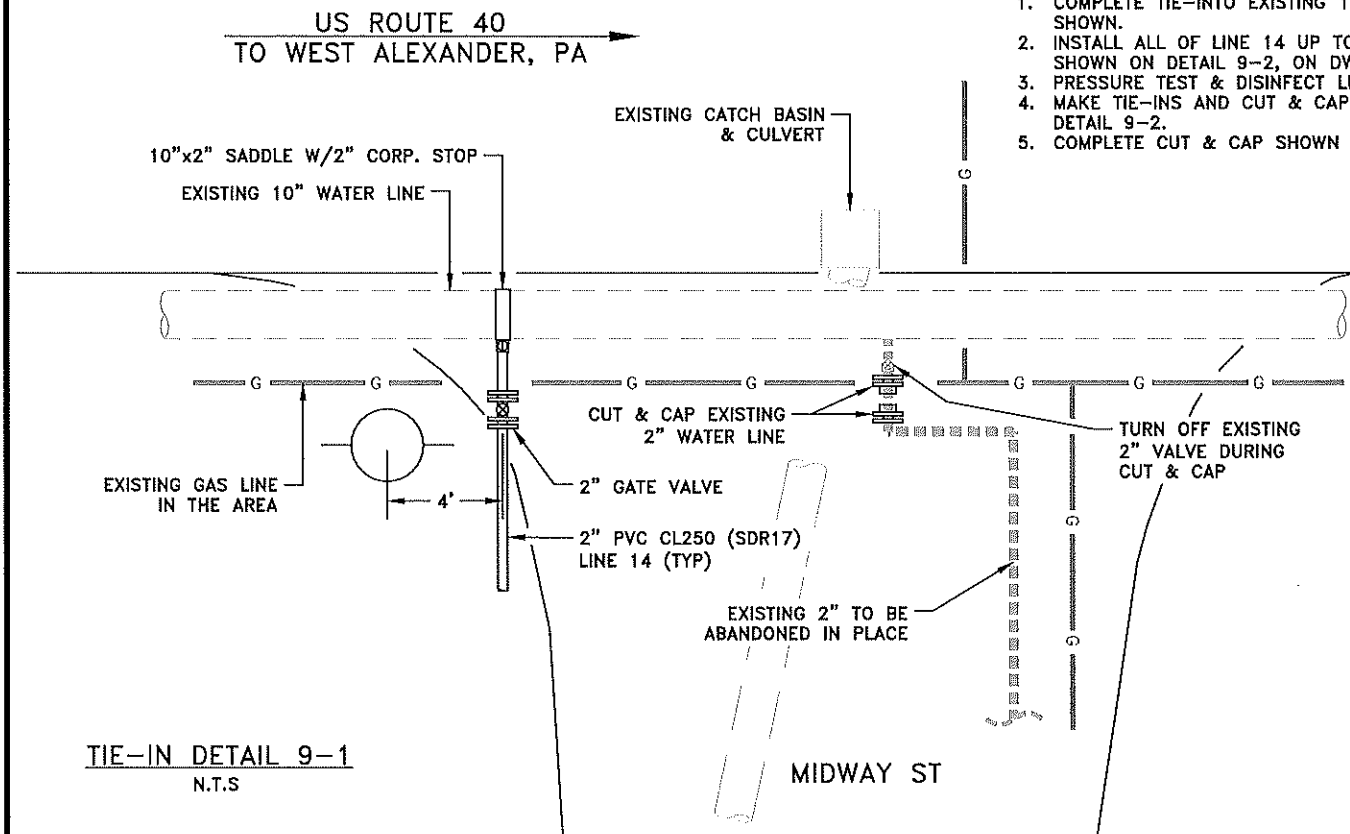 US ROUTE 40
TO WEST ALEXANDER, PA
1. COMPLETE TIE-INTO EXISTING
SHOWN.
2. INSTALL ALL OF LINE 14 UP TO
SHOWN ON DETAIL 9-2, ON
3. PRESSURE TEST & DISINFECT
4. MAKE TIE-INS AND CUT & CAP
DETAIL 9-2.
5. COMPLETE CUT & CAP SHOWN
EXISTING CATCH BASIN
& CULVERT
10"x2" SADDLE W/2" CORP. STOP
EXISTING 10" WATER LINE
G
G
G
G
G
G
G
G
CUT & CAP EXISTING
2" WATER LINE
TURN OFF EXISTING
2" VALVE DURING
CUT & CAP
EXISTING GAS LINE
IN THE AREA
4'
2" GATE VALVE
2" PVC CL250 (SDR17)
LINE 14 (TYP)
G
EXISTING 2" TO BE
ABANDONED IN PLACE
G
TIE-IN DETAIL 9-1
N.T.S
MIDWAY ST